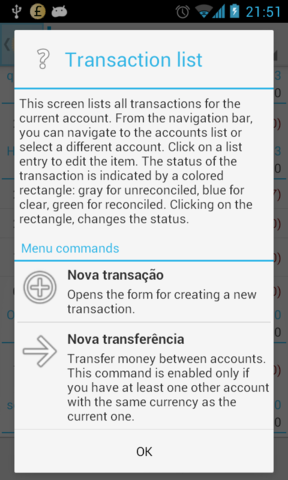 21:51
Transaction list
This screen lists all transactions for the
current account. From the navigation bar,
you can navigate to the accounts list or
select a different account. Click on a list
entry to edit the item. The status of the
transaction is indicated by a colored
rectangle: gray for unreconciled, blue for
clear, green for reconciled. Clicking on the
rectangle, changes the status.
Menu commands
Nova transação
Opens the form for creating a new
transaction.
Nova transferência
Transfer money between accounts.
This command is enabled only if
you have at least one other account
with the same currency as the
current one.
OK